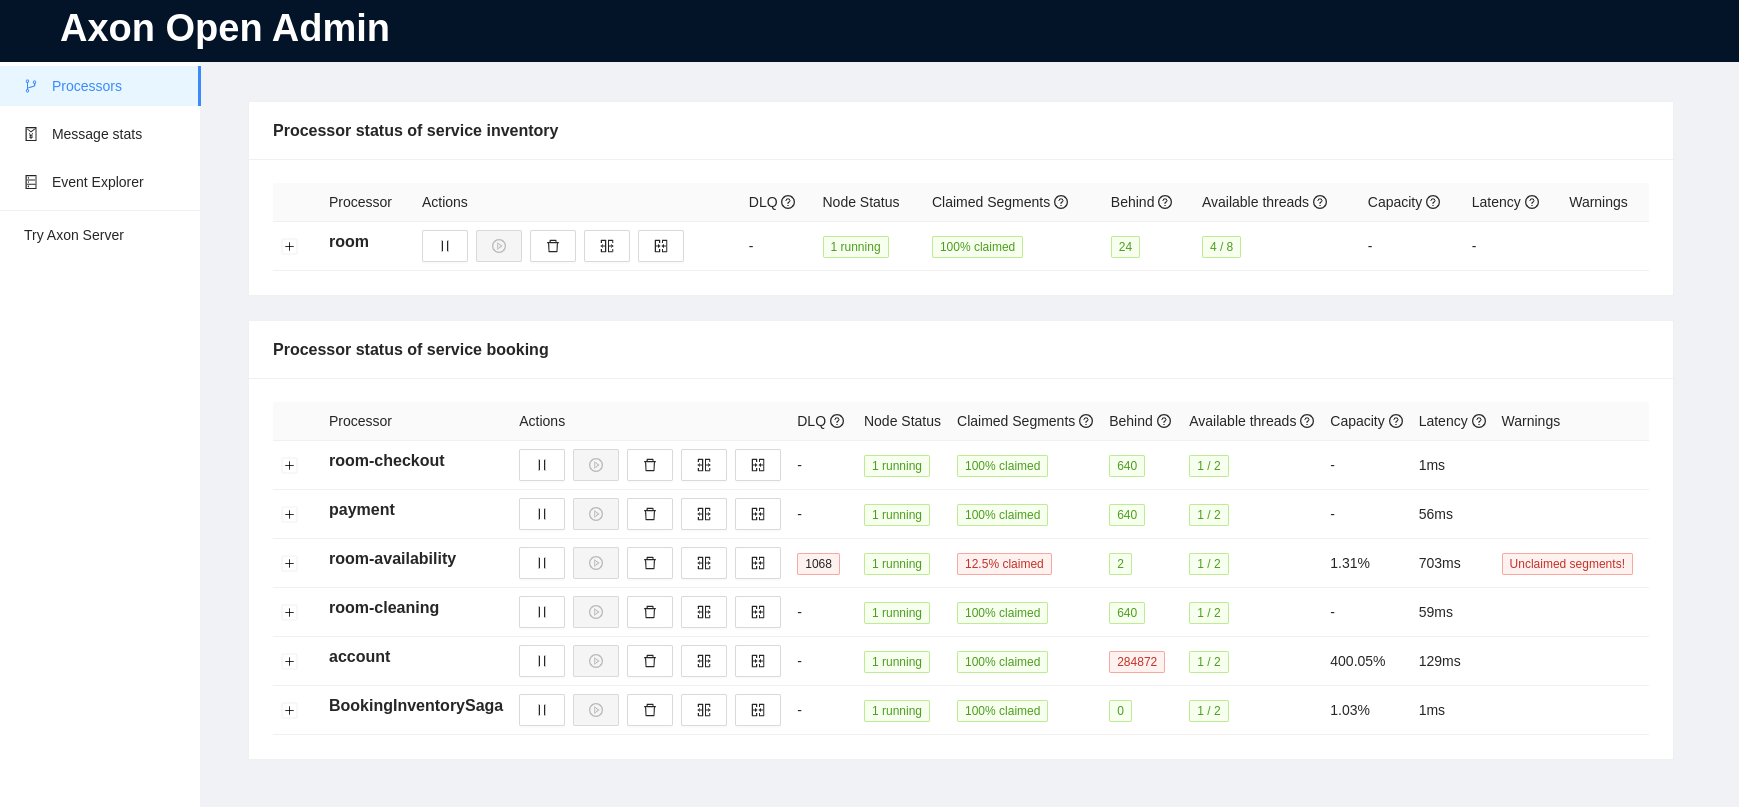 Axon Open Admin
Processors
Message stats
Event Explorer
Try Axon Server
Processor status of service inventory
Processor Actions DLQ Node Status Claimed Segments Behind Available threads Capacity Latency Warnings
room - 1 running 100% claimed 24 4 / 8 - -
Processor status of service booking
Processor Actions DLQ Node Status Claimed Segments Behind Available threads Capacity Latency Warnings
room-checkout - 1 running 100% claimed 640 1 / 2 - 1ms
payment - 1 running 100% claimed 640 1 / 2 - 56ms
room-availability 1068 1 running 12.5% claimed 2 1 / 2 1.31% 703ms Unclaimed segments!
room-cleaning - 1 running 100% claimed 640 1 / 2 - 59ms
account - 1 running 100% claimed 284872 1 / 2 400.05% 129ms
BookingInventorySaga - 1 running 100% claimed 0 1 / 2 1.03% 1ms